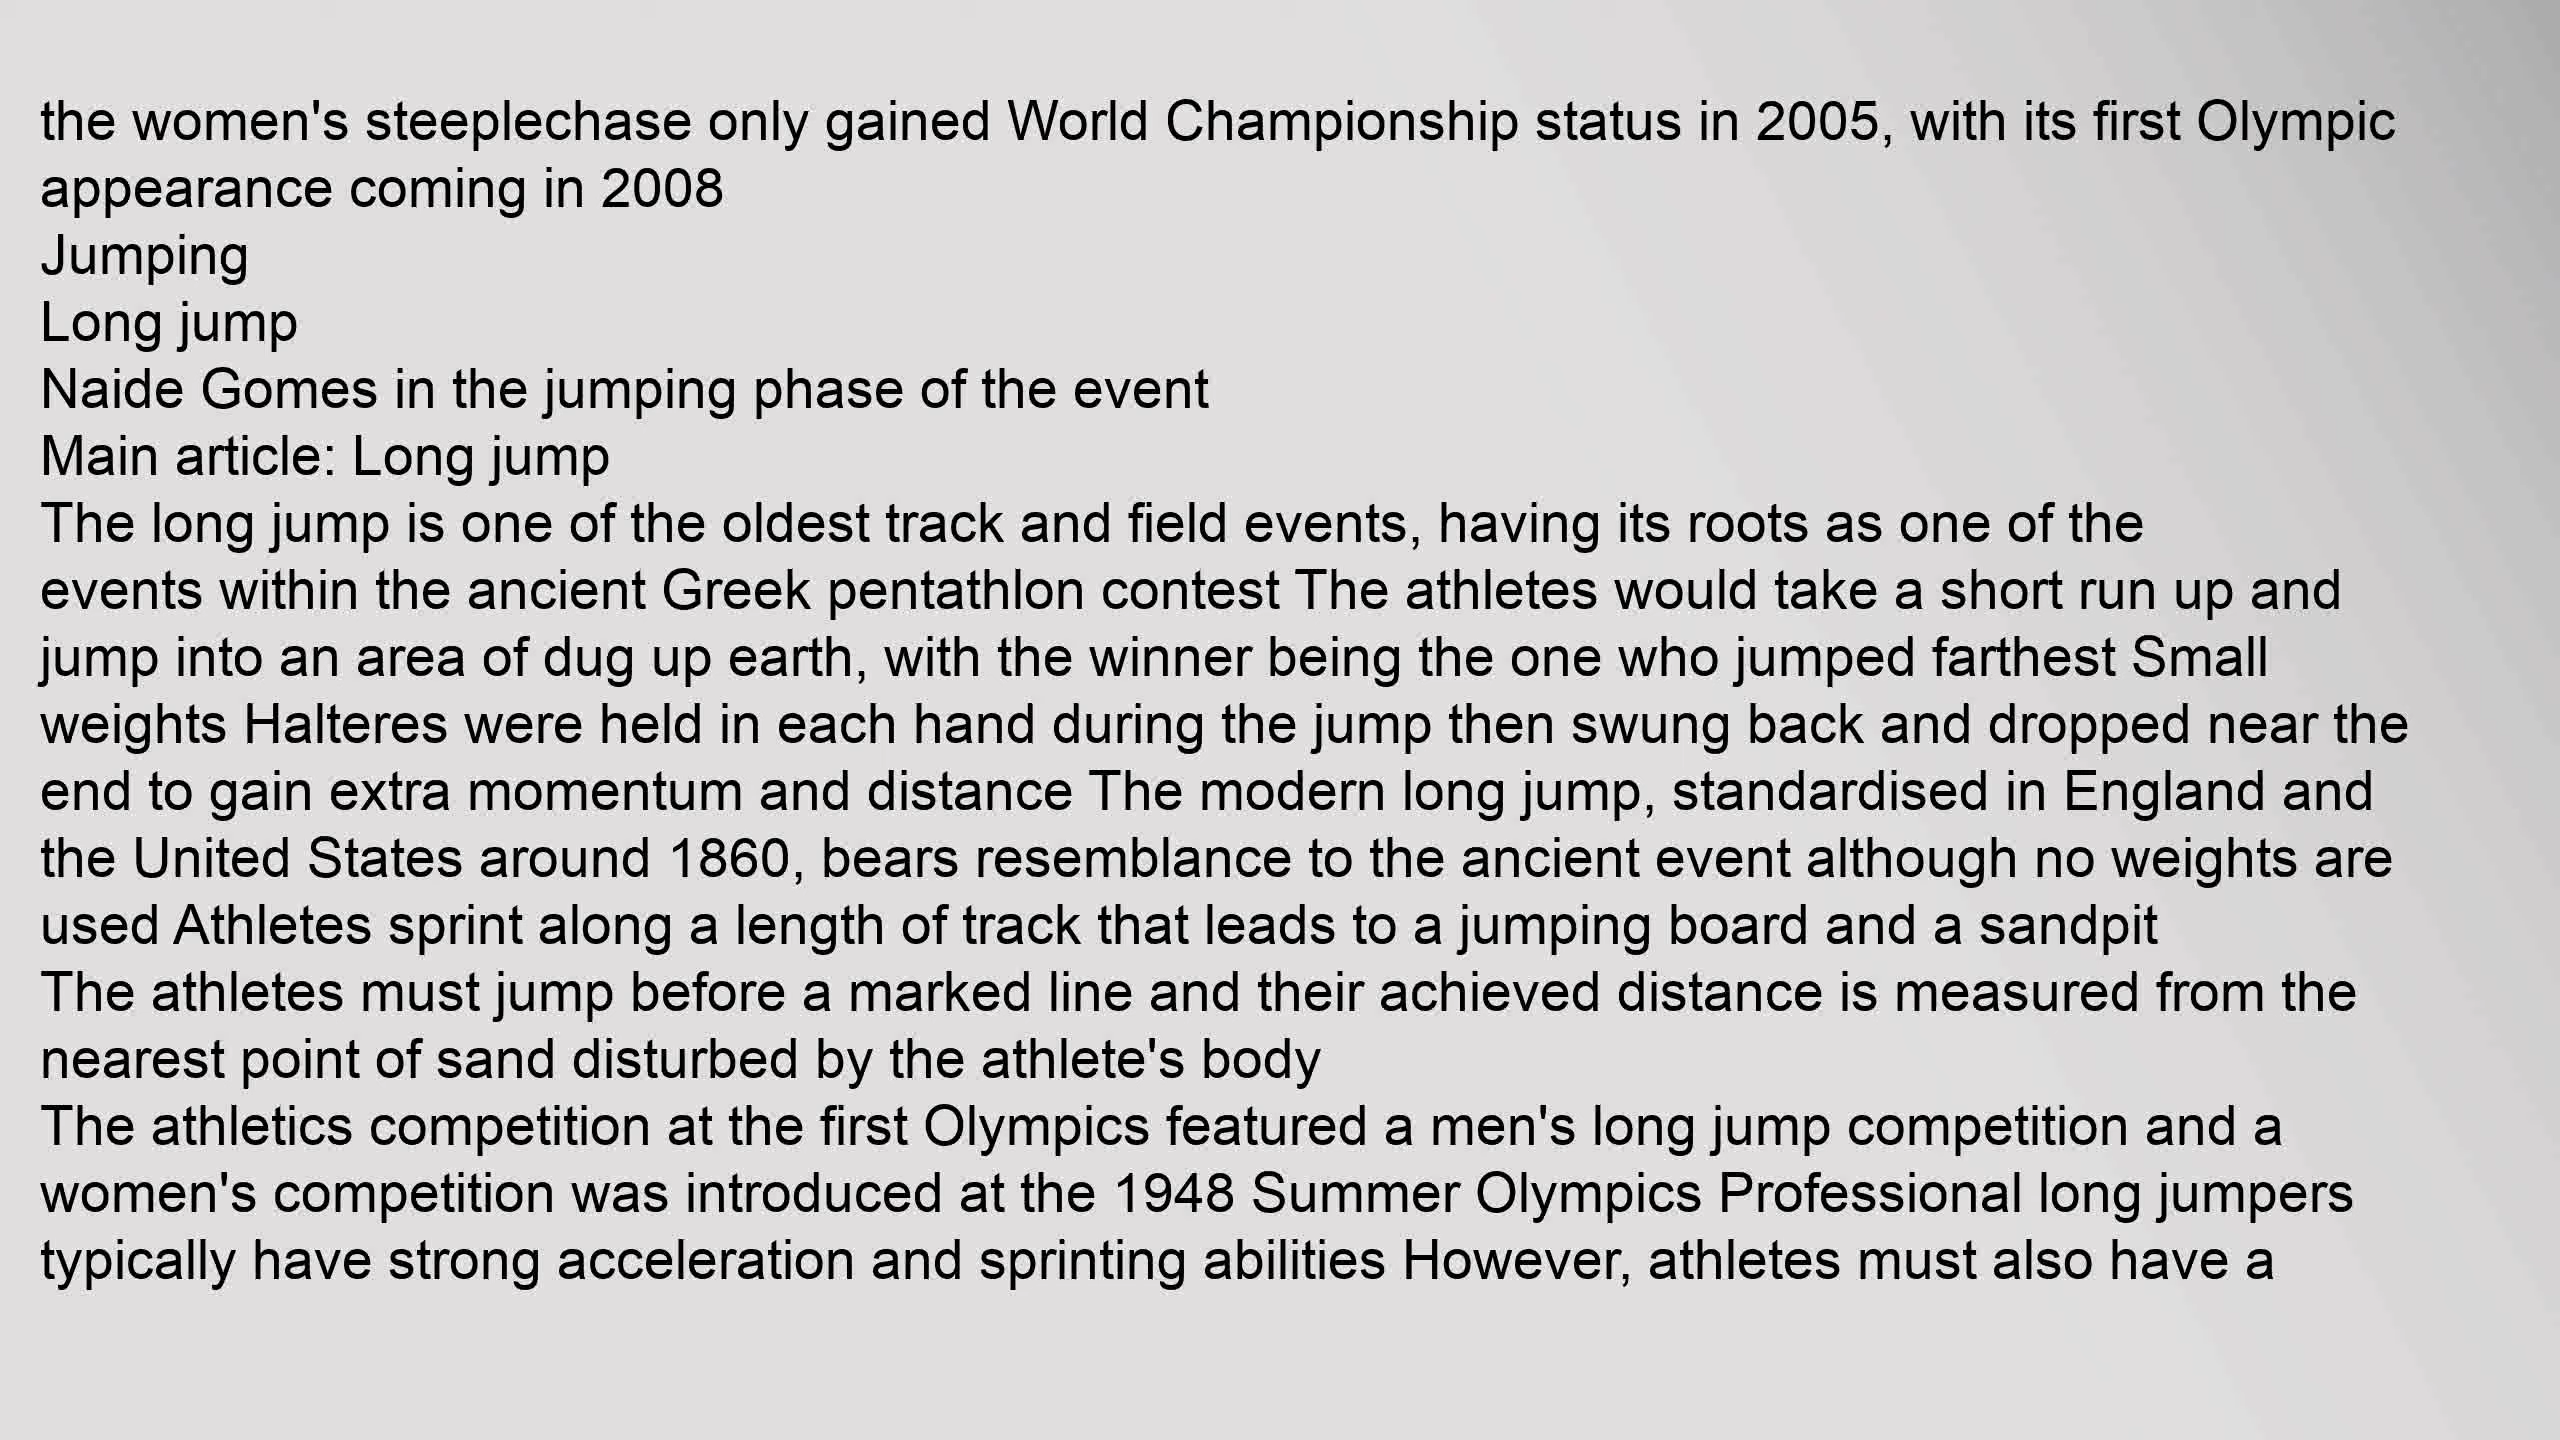 the women's steeplechase only gained World Championship status in 2005, with its first Olympic
appearance coming in 2008
Jumping
Long jump
Naide Gomes in the jumping phase of the event
Main article: Long jump
The long jump is one of the oldest track and field events, having its roots as one of the
events within the ancient Greek pentathlon contest The athletes would take a short run up and
jump into an area of dug up earth, with the winner being the one who jumped farthest Small
weights Halteres were held in each hand during the jump then swung back and dropped near the
end to gain extra momentum and distance The modern long jump, standardised in England and
the United States around 1860, bears resemblance to the ancient event although no weights are
used Athletes sprint along a length of track that leads to a jumping board and a sandpit
The athletes must jump before a marked line and their achieved distance is measured from the
nearest point of sand disturbed by the athlete's body
The athletics competition at the first Olympics featured a men's long jump competition and a
women's competition was introduced at the 1948 Summer Olympics Professional long jumpers
typically have strong acceleration and sprinting abilities However, athletes must also have a